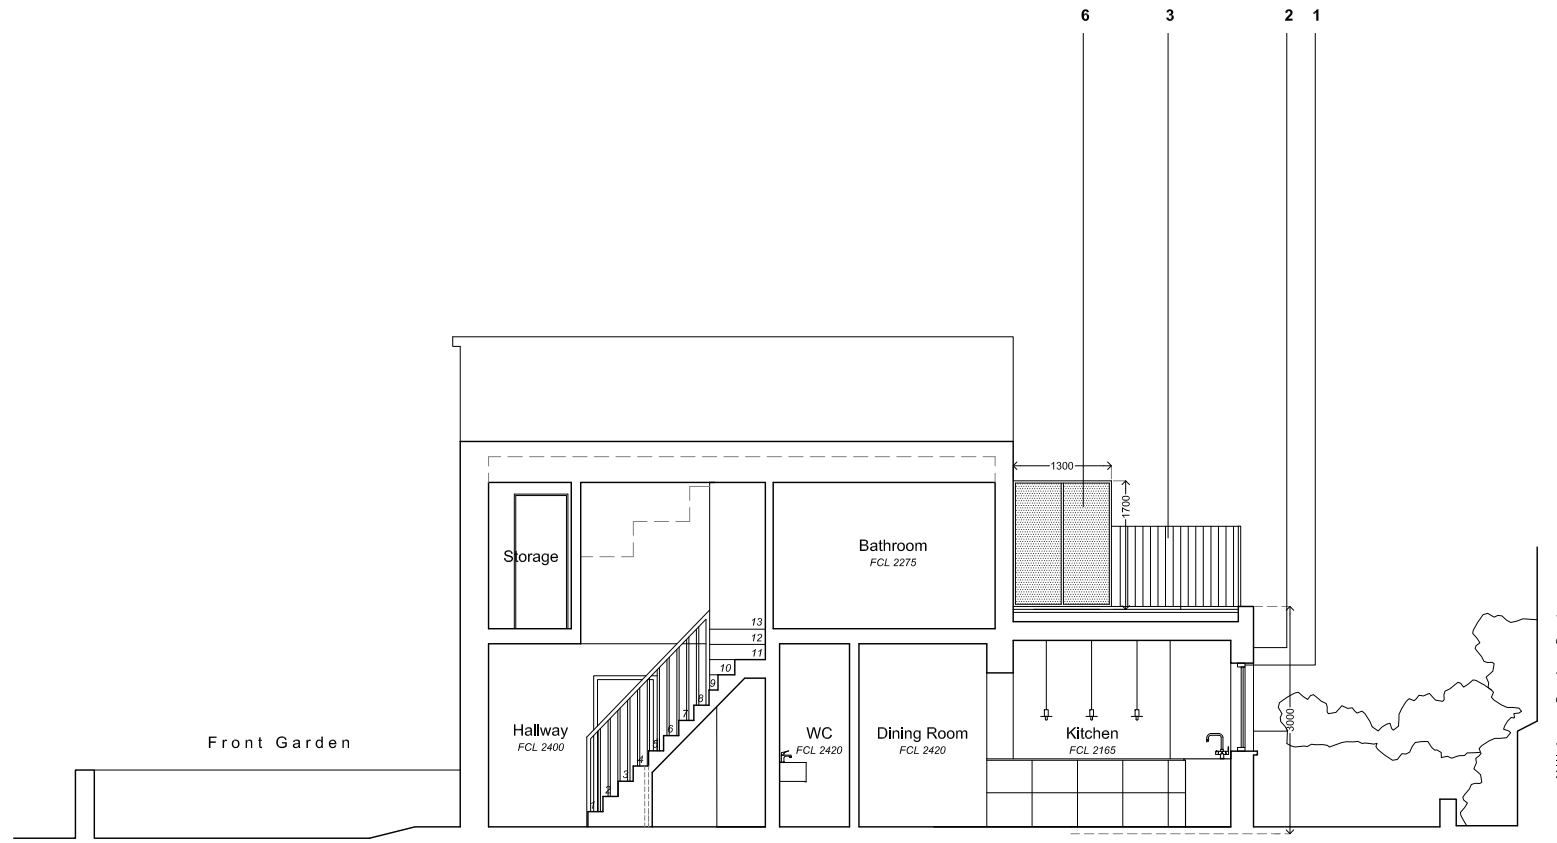 6 3 2 1
1300
1700
Storage
Bathroom
FCL 2275
13
12
11
10
9
8
7
6
5
4
3
2
1
Hallway
FCL 2400
WC
FCL 2420
Dining Room
FCL 2420
Kitchen
FCL 2165
3000
Front Garden